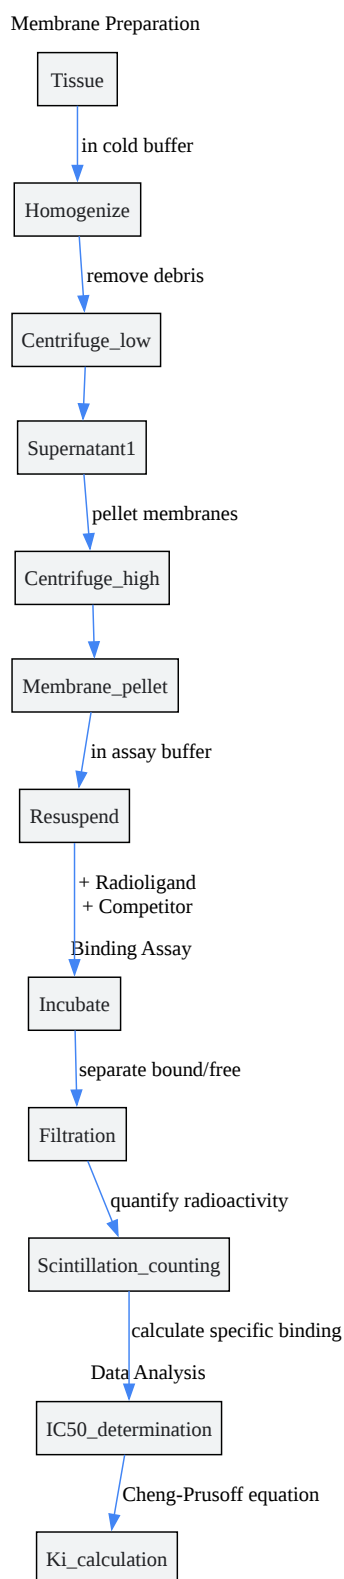 Membrane Preparation
Tissue
in cold buffer
Homogenize
remove debris
Centrifuge_low
Supernatant1
pellet membranes
Centrifuge_high
Membrane_pellet
in assay buffer
Resuspend
+ Radioligand
+ Competitor
Binding Assay
Incubate
separate bound/free
Filtration
quantify radioactivity
Scintillation_counting
calculate specific binding
Data Analysis
IC50_determination
Cheng-Prusoff equation
Ki_calculation